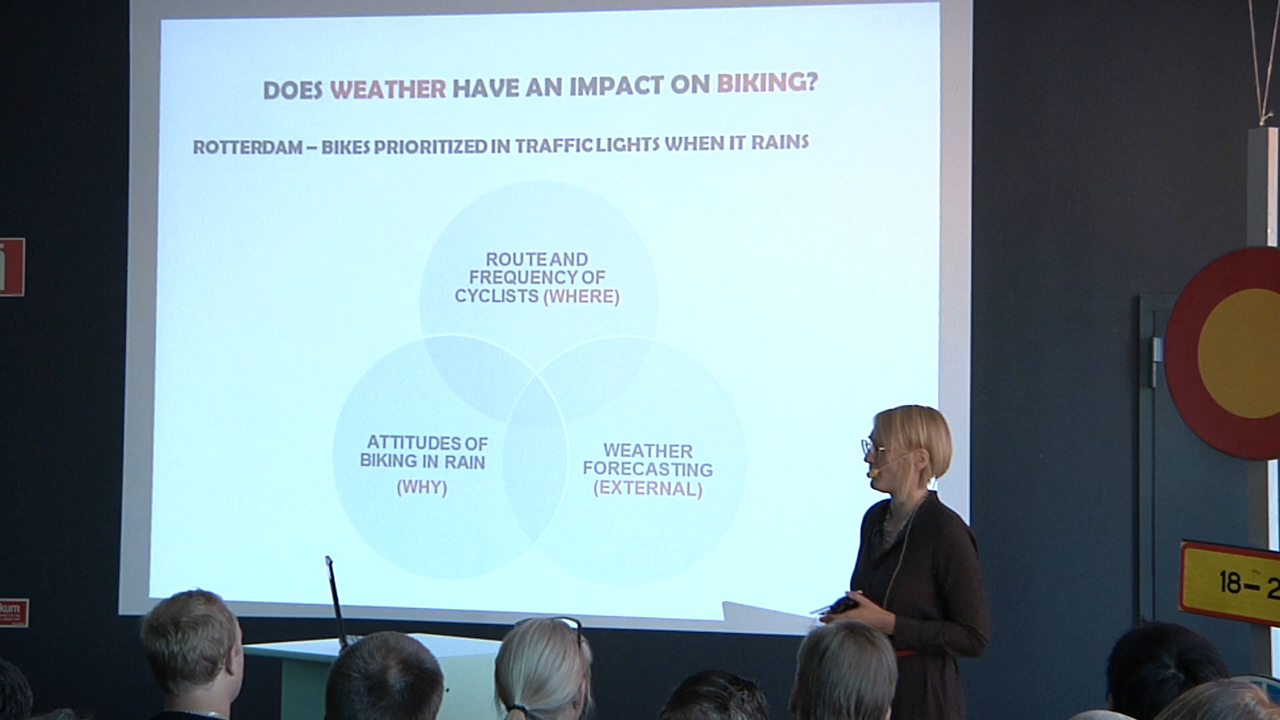 DOES WEATHER HAVE AN IMPACT ON BIKING?
ROTTERDAM – BIKES PRIORITIZED IN TRAFFIC LIGHTS WHEN IT RAINS
ROUTE AND
FREQUENCY OF
CYCLISTS (WHERE)
ATTITUDES OF
BIKING IN RAIN
(WHY)
WEATHER
FORECASTING
(EXTERNAL)
18–2
kum